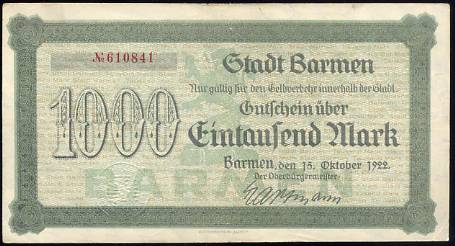 № 610841
Stadt Barmen
Nur gültig für den Geldverkehr innerhalb der Stadt.
Gutschein über
1000
Eintausend Mark
Barmen, den 15. Oktober 1922.
Der Oberbürgermeister
BARMEN